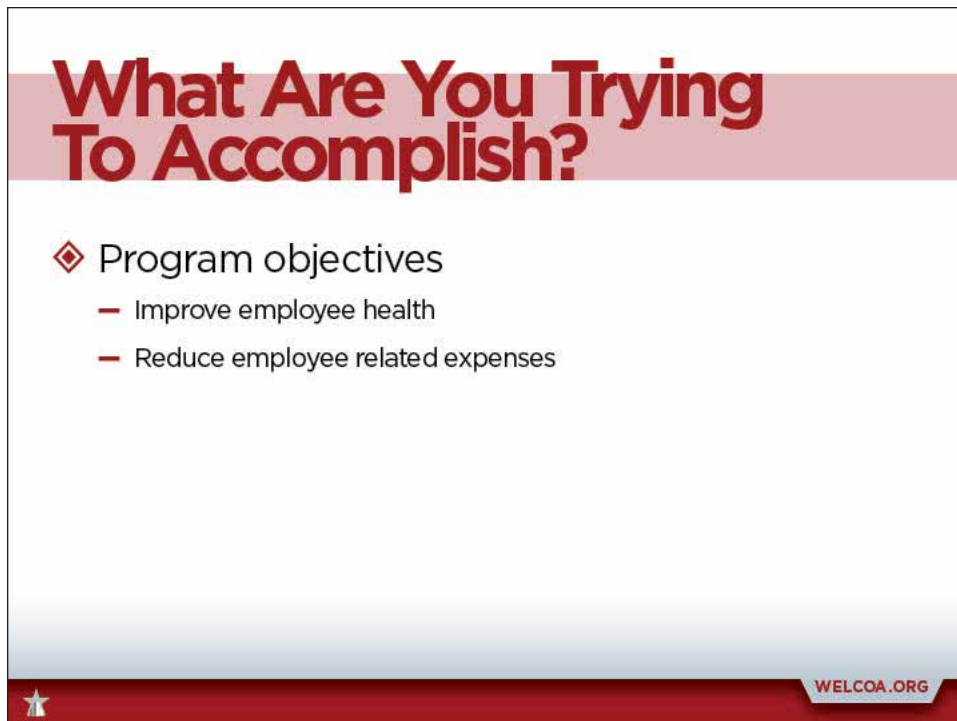 What Are You Trying
To Accomplish?
Program objectives
– Improve employee health
– Reduce employee related expenses
WELCOA.ORG